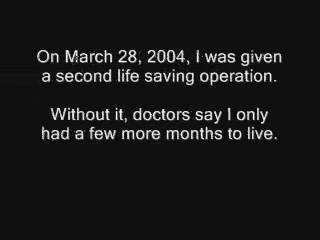 On March 28, 2004, I was given
a second life saving operation.
Without it, doctors say I only
had a few more months to live.